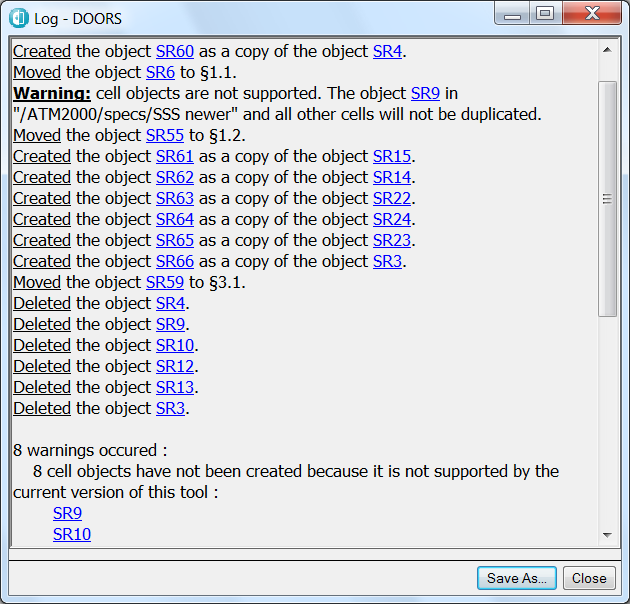 Log - DOORS
Created the object SR60 as a copy of the object SR4.
Moved the object SR6 to §1.1.
Warning: cell objects are not supported. The object SR9 in
"/ATM2000/specs/SSS newer" and all other cells will not be duplicated.
Moved the object SR55 to §1.2.
Created the object SR61 as a copy of the object SR15.
Created the object SR62 as a copy of the object SR14.
Created the object SR63 as a copy of the object SR22.
Created the object SR64 as a copy of the object SR24.
Created the object SR65 as a copy of the object SR23.
Created the object SR66 as a copy of the object SR3.
Moved the object SR59 to §3.1.
Deleted the object SR4.
Deleted the object SR9.
Deleted the object SR10.
Deleted the object SR12.
Deleted the object SR13.
Deleted the object SR3.
8 warnings occured :
8 cell objects have not been created because it is not supported by the
current version of this tool :
SR9
SR10
Save As... Close